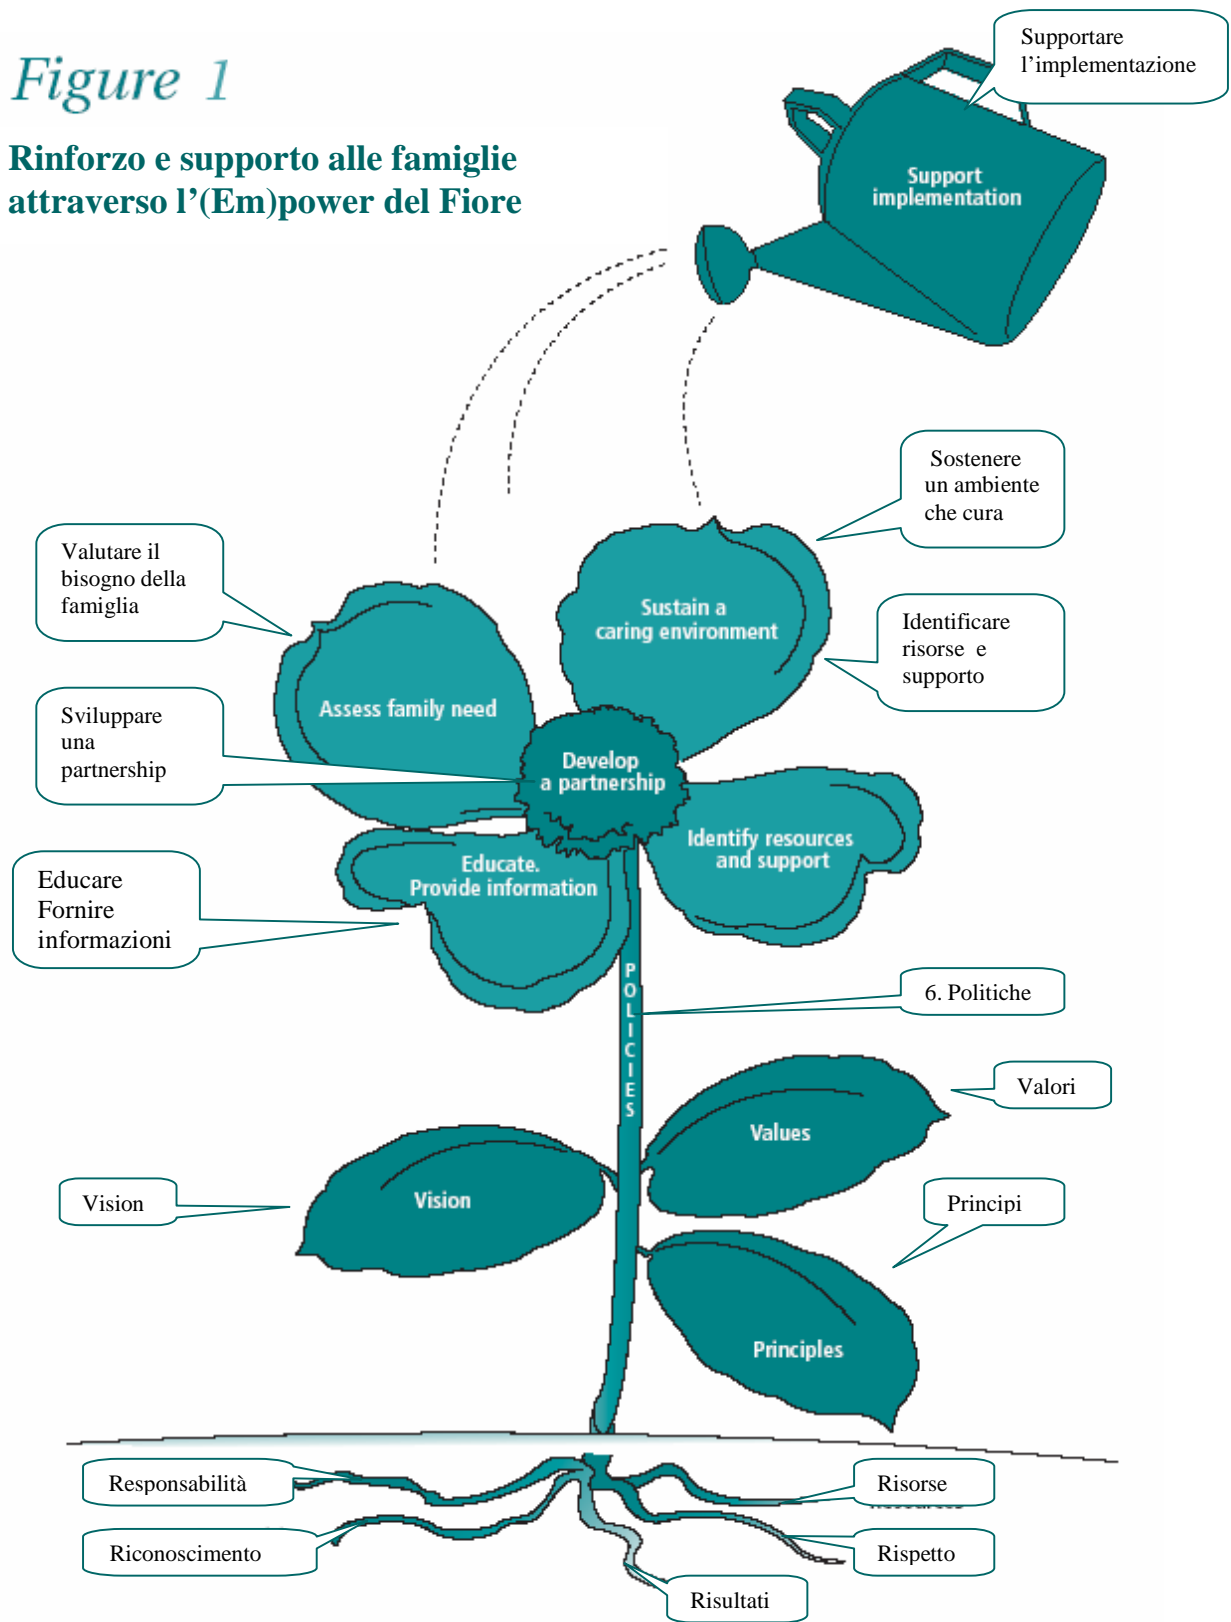 Figure 1
Rinforzo e supporto alle famiglie
attraverso l’(Em)power del Fiore
Supportare
l’implementazione
Support
implementation
Sostenere
un ambiente
che cura
Valutare il
bisogno della
famiglia
Sustain a
caring environment
Identificare
risorse e
supporto
Assess family need
Sviluppare
una
partnership
Develop
a partnership
Identify resources
and support
Educate.
Provide information
Educare
Fornire
informazioni
POLICIES
6. Politiche
Valori
Values
Vision
Vision
Principi
Principles
Responsabilità
Risorse
Riconoscimento
Rispetto
Risultati